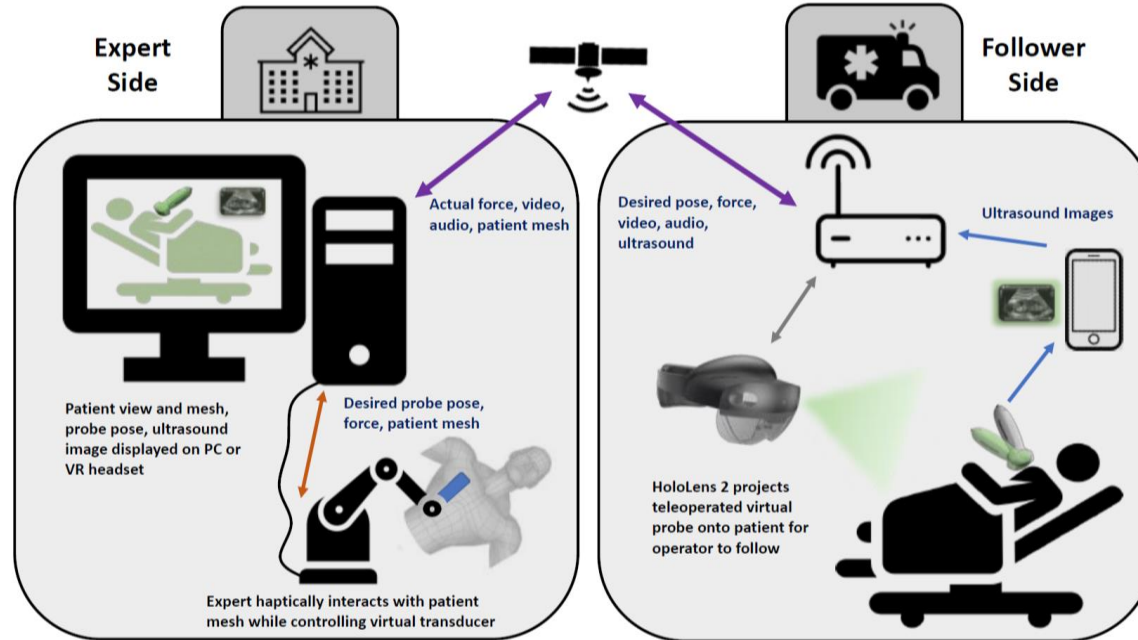 Expert
Side
Follower
Side
Actual force, video,
audio, patient mesh
Desired pose, force,
video, audio,
ultrasound
Ultrasound Images
Patient view and mesh,
probe pose, ultrasound
image displayed on PC or
VR headset
Desired probe pose,
force, patient mesh
HoloLens 2 projects
teleoperated virtual
probe onto patient for
operator to follow
Expert haptically interacts with patient
mesh while controlling virtual transducer